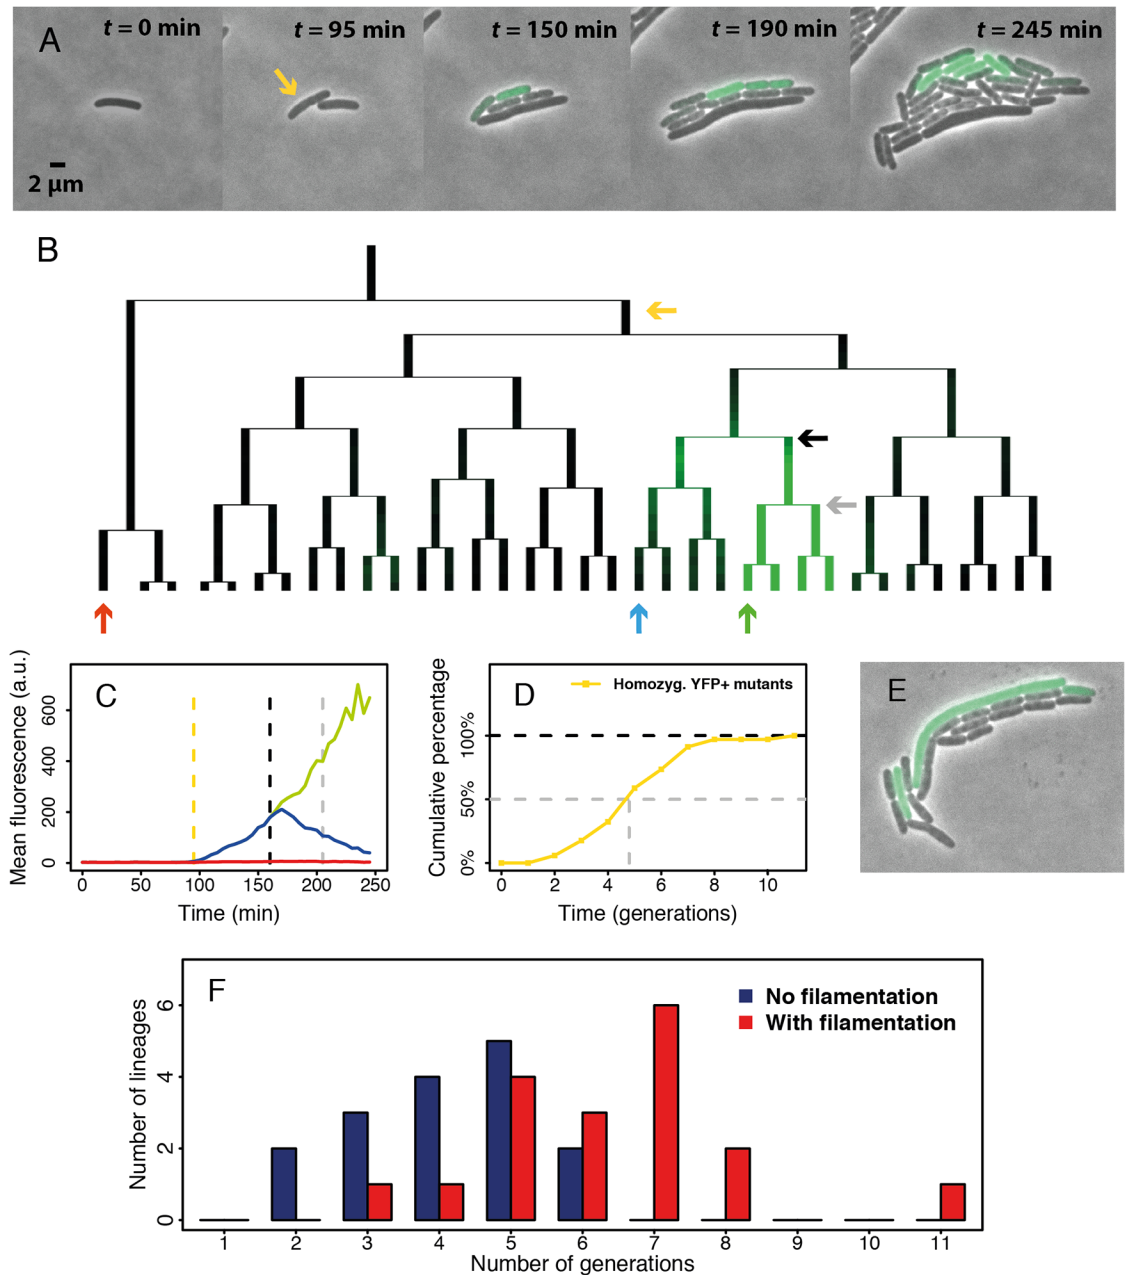 A
t = 0 min
t = 95 min
t = 150 min
t = 190 min
t = 245 min
2 µm
B
C
Mean fluorescence (a.u.)
600
400
200
0
0 50 100 150 200 250
Time (min)
D
Homozyg. YFP+ mutants
Cumulative percentage
100%
50%
0%
0 2 4 6 8 10
Time (generations)
E
F
No filamentation
With filamentation
Number of lineages
6
4
2
0
1 2 3 4 5 6 7 8 9 10 11
Number of generations